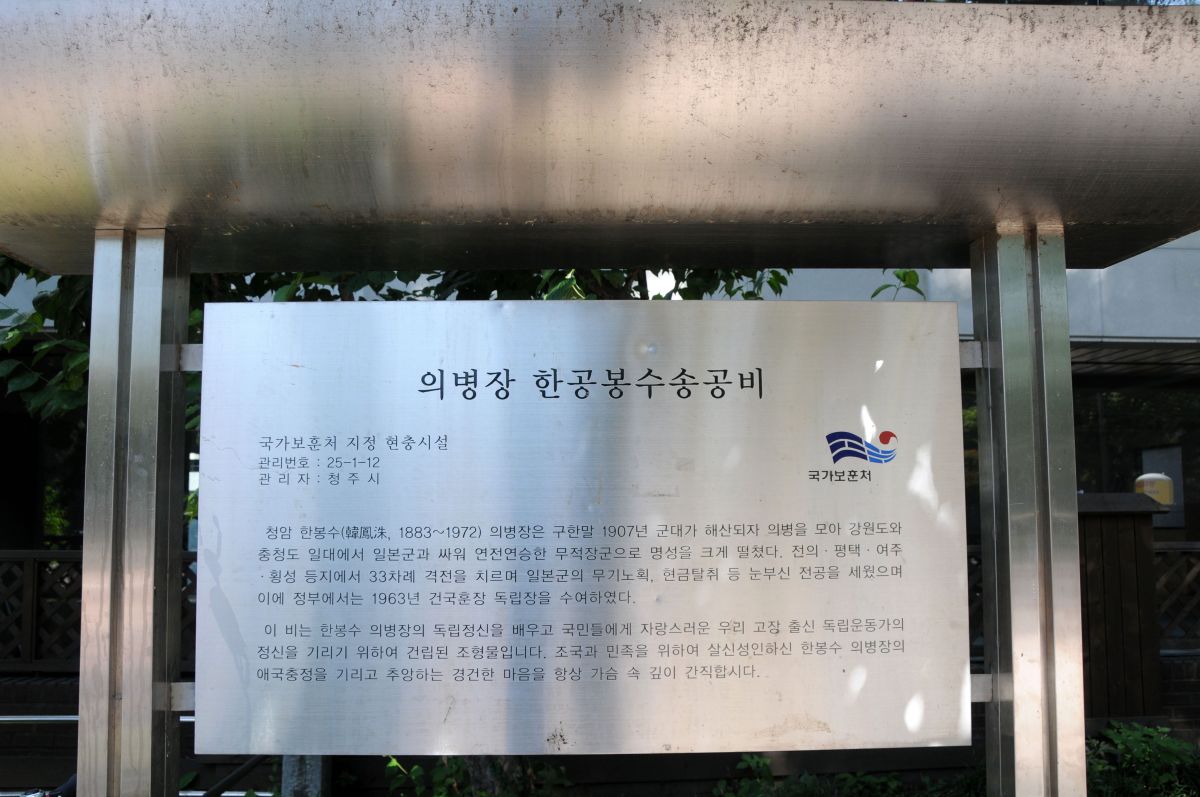 의병장 한공봉수송공비
국가보훈처 지정 현충시설
관리번호 : 25-1-12
관 리 자 : 청 주 시
국가보훈처
청암 한봉수(韓鳳洙, 1883~1972) 의병장은 구한말 1907년 군대가 해산되자 의병을 모아 강원도와
충청도 일대에서 일본군과 싸워 연전연승한 무적장군으로 명성을 크게 떨쳤다. 전의 · 평택 · 여주
· 횡성 등지에서 33차례 격전을 치르며 일본군의 무기노획, 현금탈취 등 눈부신 전공을 세웠으며
이에 정부에서는 1963년 건국훈장 독립장을 수여하였다.
이 비는 한봉수 의병장의 독립정신을 배우고 국민들에게 자랑스러운 우리 고장 출신 독립운동가의
정신을 기리기 위하여 건립된 조형물입니다. 조국과 민족을 위하여 살신성인하신 한봉수 의병장의
애국충정을 기리고 추앙하는 경건한 마음을 항상 가슴 속 깊이 간직합시다.